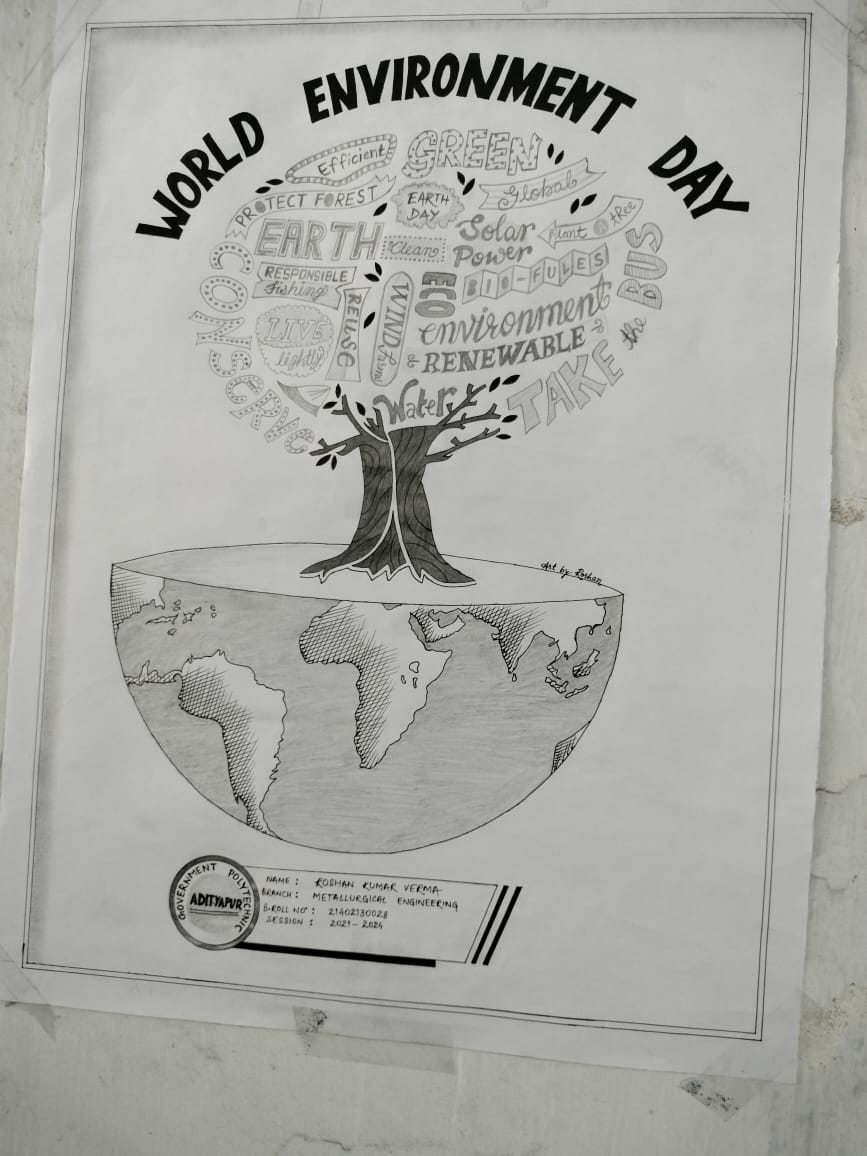 WORLD ENVIRONMENT DAY
Efficient
GREEN
PROTECT FOREST
EARTH
DAY
Global
EARTH
Clean
Solar
Power
Plant A tree
CONSERVE
RESPONSIBLE
fishing
REUSE
WIND farms
ECO
BIO-FULES
environment
RENEWABLE
LIVE
lightly
Water
TAKE the BUS
Art by Roshan
GOVERNMENT POLYTECHNIC
ADITYAPUR
NAME : ROSHAN KUMAR VERMA
BRANCH : METALLURGICAL ENGINEERING
B-ROLL NO : 21402130028
SESSION : 2021-2024